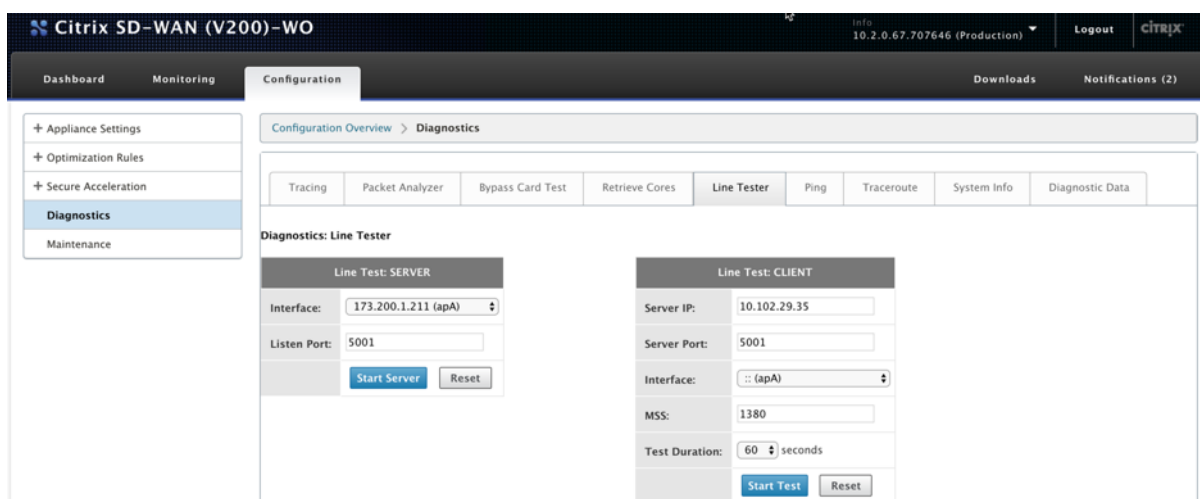 Citrix SD-WAN (V200)-WO
Info
10.2.0.67.707646 (Production)
Logout
CITRIX
Dashboard
Monitoring
Configuration
Downloads
Notifications (2)
+ Appliance Settings
+ Optimization Rules
+ Secure Acceleration
Diagnostics
Maintenance
Configuration Overview > Diagnostics
Tracing
Packet Analyzer
Bypass Card Test
Retrieve Cores
Line Tester
Ping
Traceroute
System Info
Diagnostic Data
Diagnostics: Line Tester
Line Test: SERVER
Interface: 173.200.1.211 (apA)
Listen Port: 5001
Start Server Reset
Line Test: CLIENT
Server IP: 10.102.29.35
Server Port: 5001
Interface: :: (apA)
MSS: 1380
Test Duration: 60 seconds
Start Test Reset